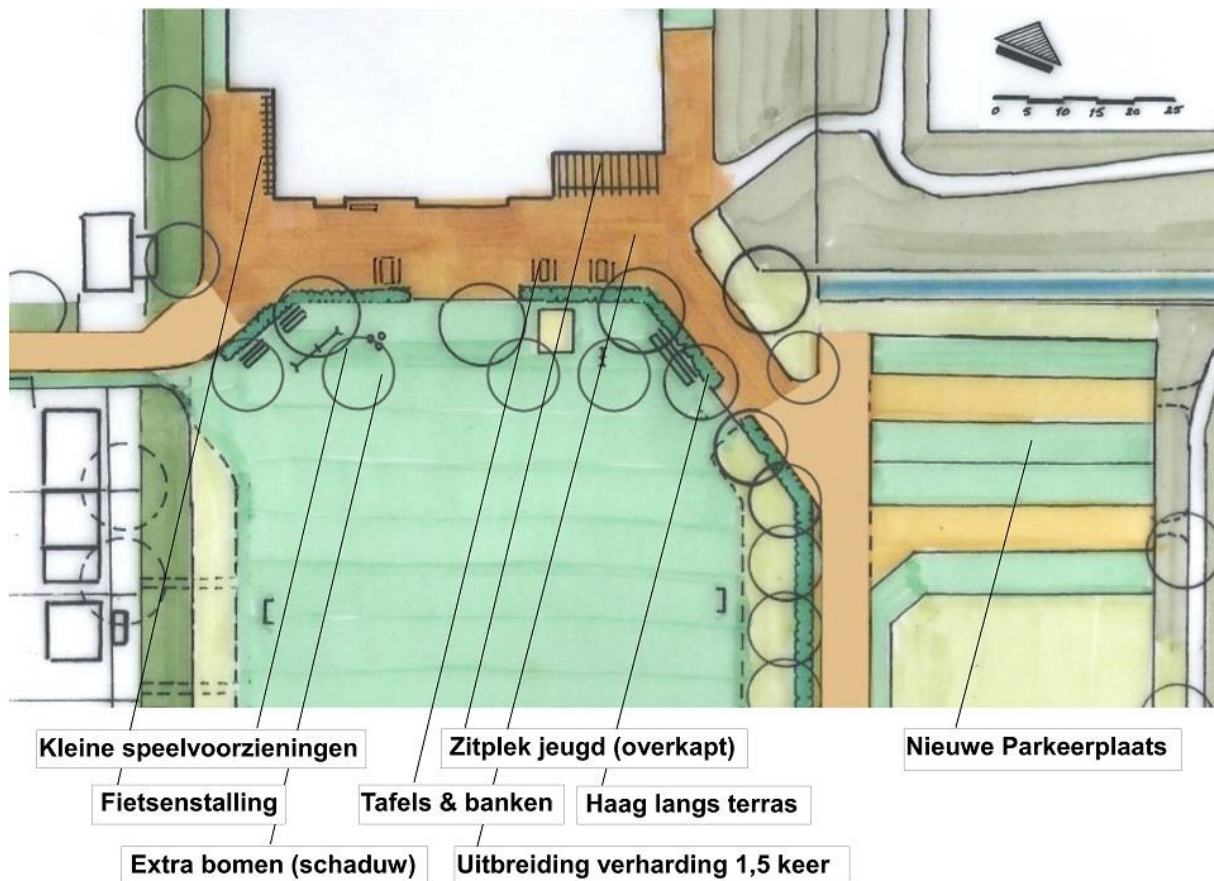 0 5 10 15 20 25
Kleine speelvoorzieningen
Zitplek jeugd (overkapt)
Nieuwe Parkeerplaats
Fietsenstalling
Tafels & banken
Haag langs terras
Extra bomen (schaduw)
Uitbreiding verharding 1,5 keer